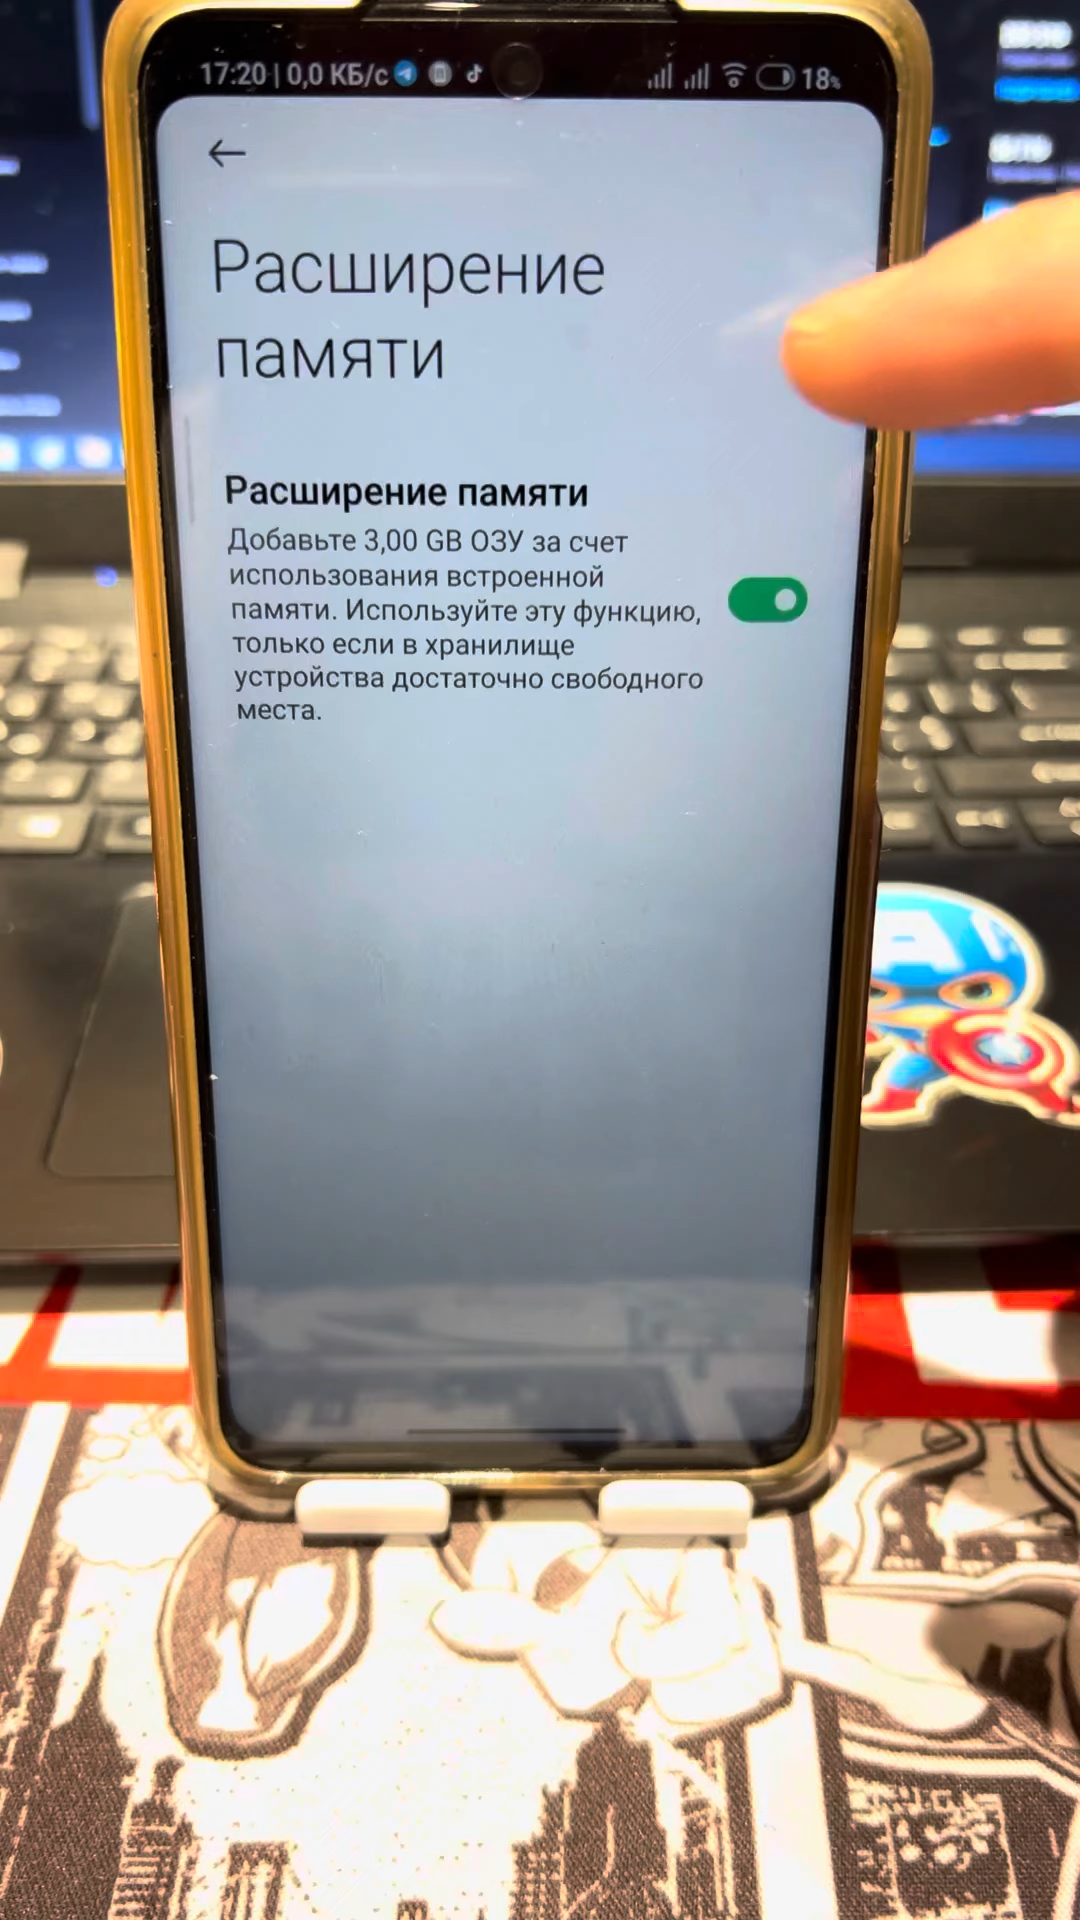 17:20 | 0,0 КБ/с 18%
Расширение
памяти
Расширение памяти
Добавьте 3,00 GB ОЗУ за счет
использования встроенной
памяти. Используйте эту функцию,
только если в хранилище
устройства достаточно свободного
места.